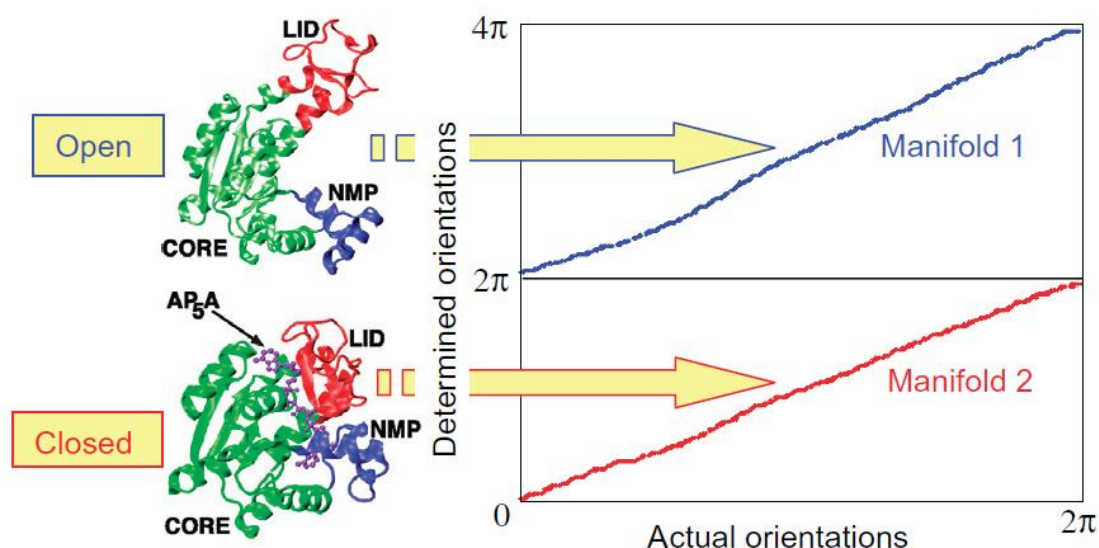 LID
Open
NMP
CORE
AP5A
LID
Closed
NMP
CORE
4π
Manifold 1
Determined orientations
2π
Manifold 2
0
2π
Actual orientations